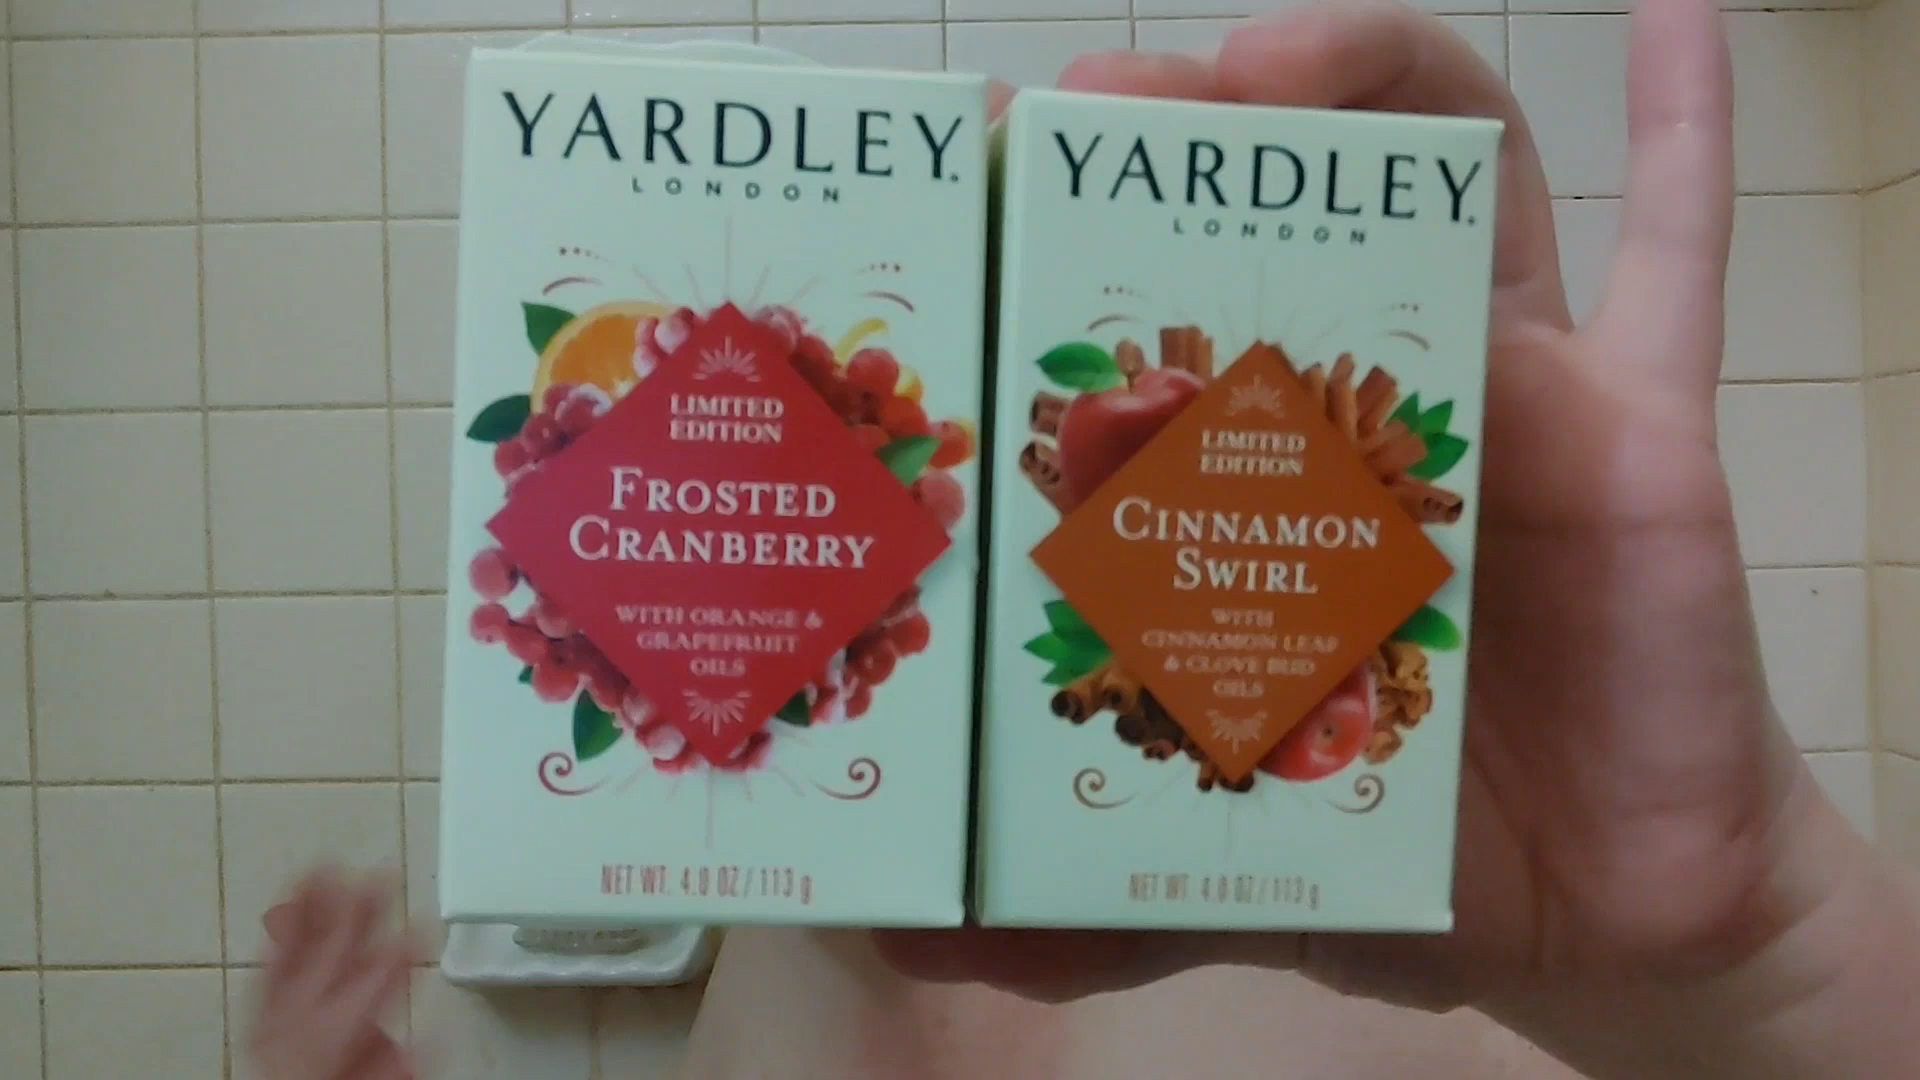 YARDLEY.
LONDON
LIMITED
EDITION
FROSTED
CRANBERRY
WITH ORANGE &
GRAPEFRUIT
OILS
NET WT. 4.0 OZ / 113 g
YARDLEY.
LONDON
LIMITED
EDITION
CINNAMON
SWIRL
WITH
CINNAMON LEAF
& CLOVE BUD
OILS
NET WT. 4.0 OZ / 113 g